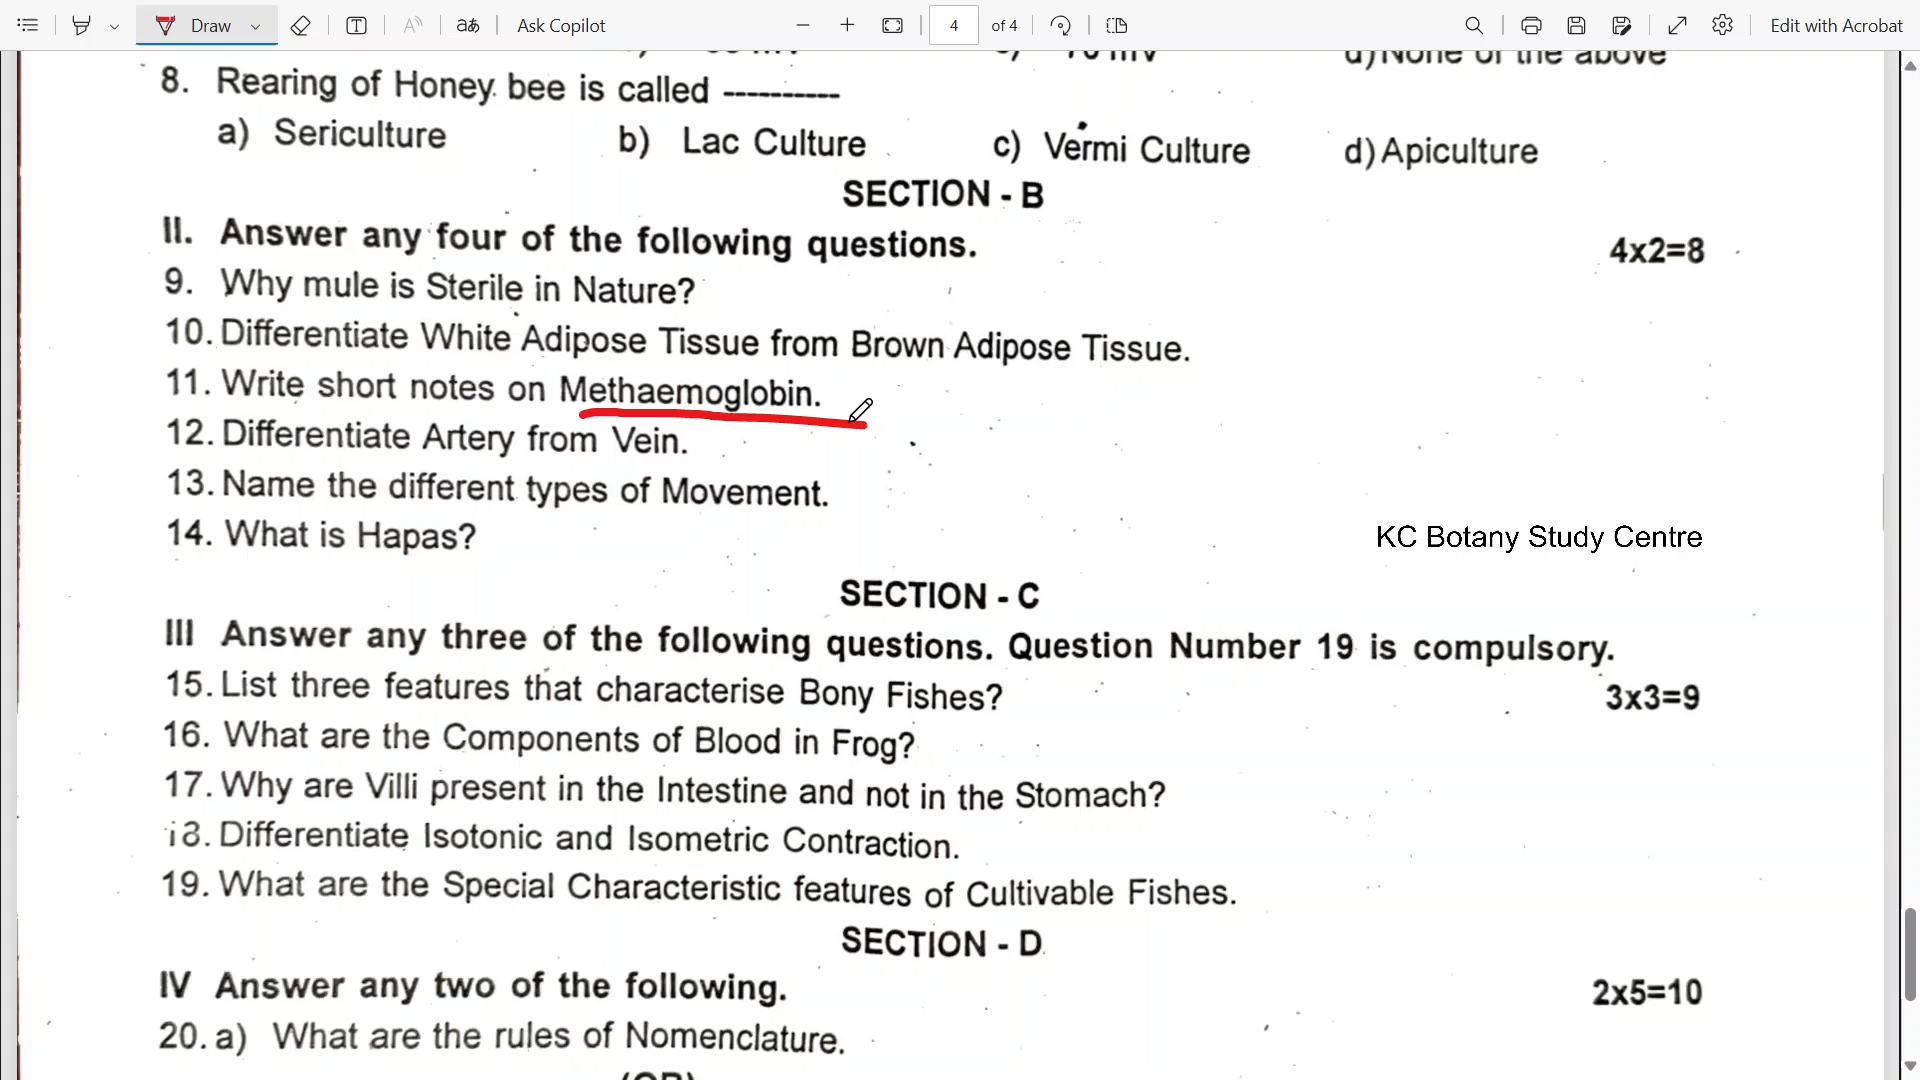 Draw
Ask Copilot
4
of 4
Edit with Acrobat
d) None of the above
8. Rearing of Honey bee is called ----------
a) Sericulture b) Lac Culture c) Vermi Culture d) Apiculture
SECTION - B
II. Answer any four of the following questions. 4x2=8
9. Why mule is Sterile in Nature?
10. Differentiate White Adipose Tissue from Brown Adipose Tissue.
11. Write short notes on Methaemoglobin.
12. Differentiate Artery from Vein.
13. Name the different types of Movement.
14. What is Hapas?
KC Botany Study Centre
SECTION - C
III Answer any three of the following questions. Question Number 19 is compulsory.
15. List three features that characterise Bony Fishes? 3x3=9
16. What are the Components of Blood in Frog?
17. Why are Villi present in the Intestine and not in the Stomach?
18. Differentiate Isotonic and Isometric Contraction.
19. What are the Special Characteristic features of Cultivable Fishes.
SECTION - D
IV Answer any two of the following. 2x5=10
20. a) What are the rules of Nomenclature.
(OR)